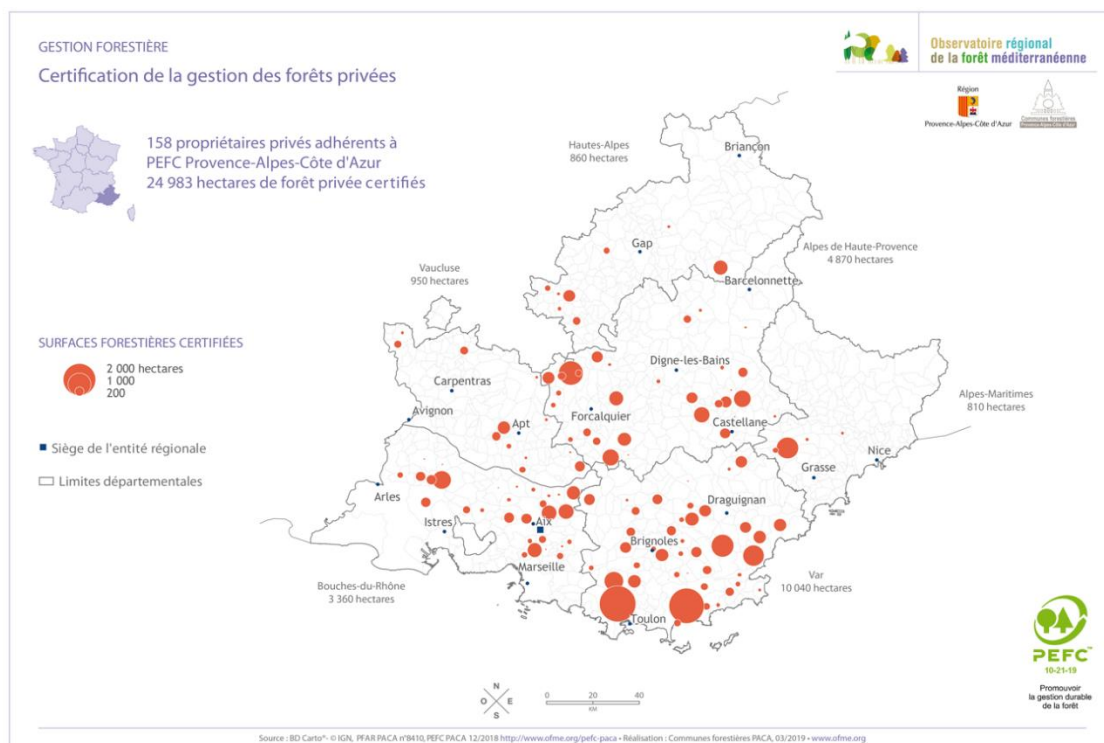 GESTION FORESTIÈRE
Certification de la gestion des forêts privées
158 propriétaires privés adhérents à
PEFC Provence-Alpes-Côte d'Azur
24 983 hectares de forêt privée certifiés
Observatoire régional
de la forêt méditerranéenne
Région
Provence-Alpes-Côte d'Azur
Communes forestières
Provence-Alpes-Côte d'Azur
Hautes-Alpes
860 hectares
Briançon
Gap
Alpes de Haute-Provence
4 870 hectares
Barcelonnette
Vaucluse
950 hectares
SURFACES FORESTIÈRES CERTIFIÉES
2 000 hectares
1 000
200
Digne-les-Bains
Carpentras
Alpes-Maritimes
810 hectares
Avignon
Forcalquier
Apt
Castellane
Siège de l'entité régionale
Nice
Grasse
Limites départementales
Arles
Draguignan
Istres
Aix
Brignoles
Marseille
Bouches-du-Rhône
3 360 hectares
Var
10 040 hectares
Toulon
PEFC™
10-21-19
Promouvoir
la gestion durable
de la forêt
N
O E
S
0 20 40
KM
Source : BD Carto®- © IGN, PFAR PACA n°8410, PEFC PACA 12/2018 http://www.ofme.org/pefc-paca • Réalisation : Communes forestières PACA, 03/2019 • www.ofme.org